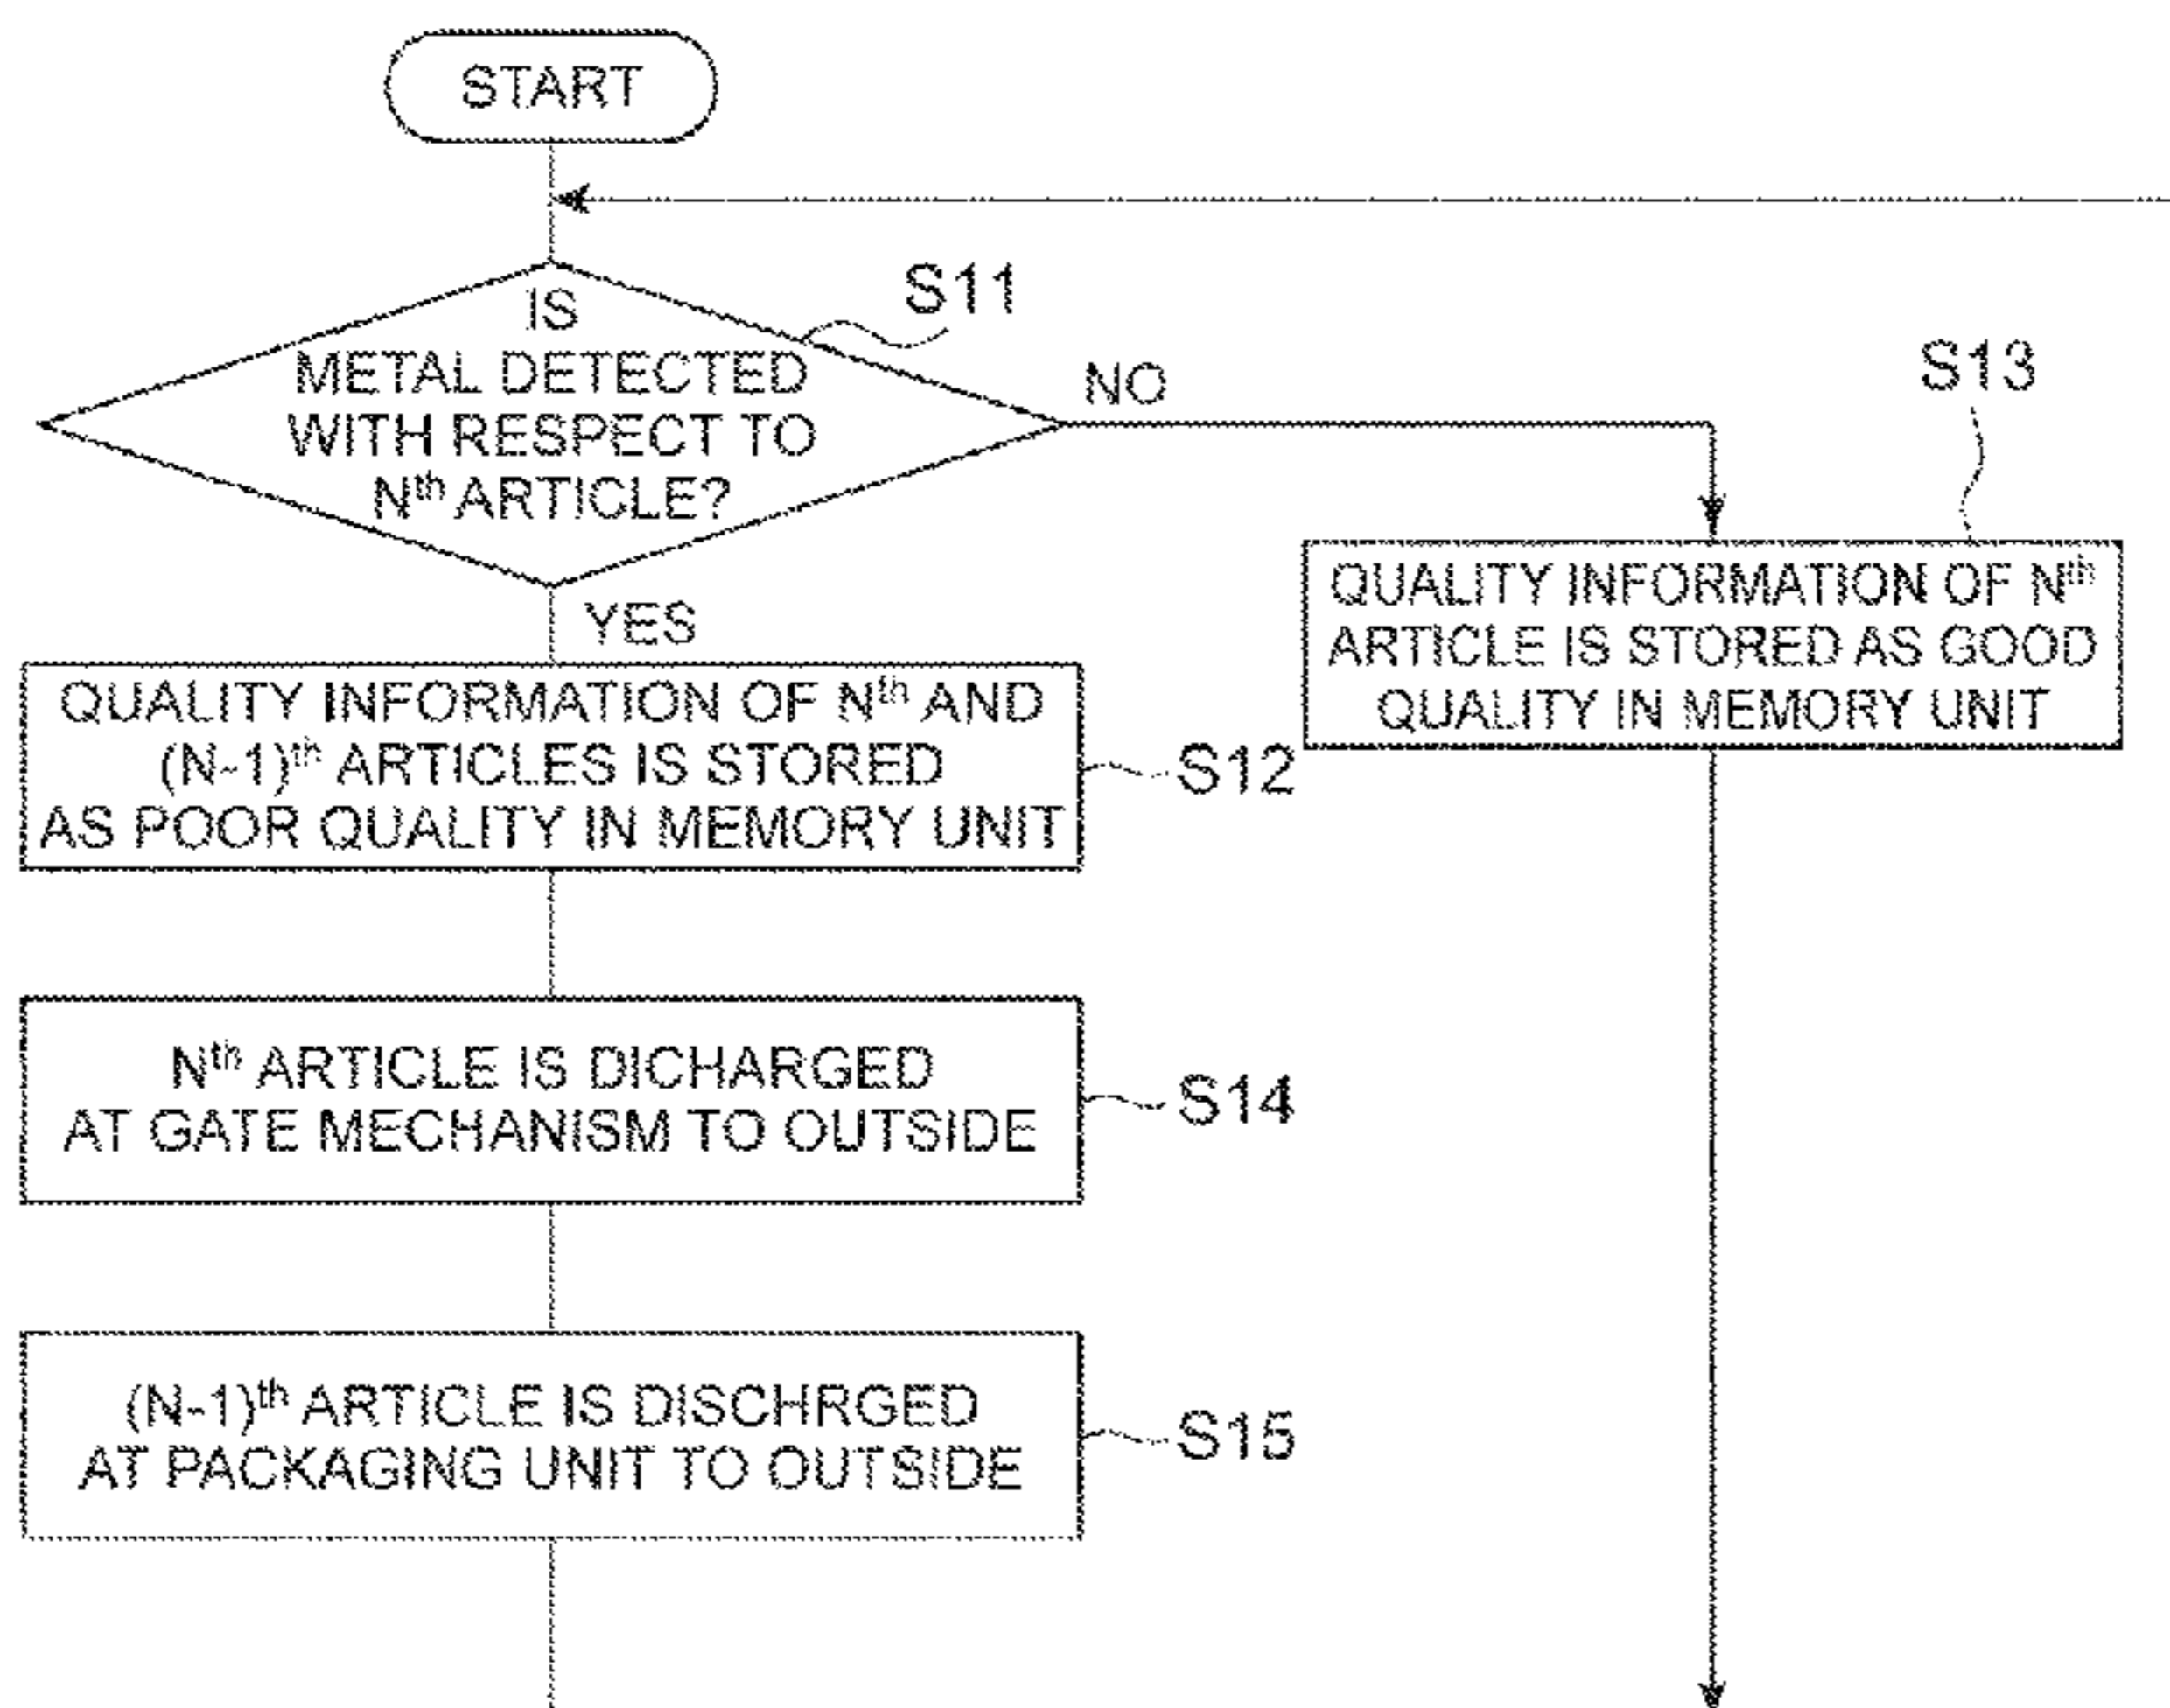 START
S11
IS
METAL DETECTED
WITH RESPECT TO
Nth ARTICLE?
NO
YES
S13
QUALITY INFORMATION OF Nth
ARTICLE IS STORED AS GOOD
QUALITY IN MEMORY UNIT
QUALITY INFORMATION OF Nth AND
(N-1)th ARTICLES IS STORED
AS POOR QUALITY IN MEMORY UNIT
S12
Nth ARTICLE IS DICHARGED
AT GATE MECHANISM TO OUTSIDE
S14
(N-1)th ARTICLE IS DISCHRGED
AT PACKAGING UNIT TO OUTSIDE
S15